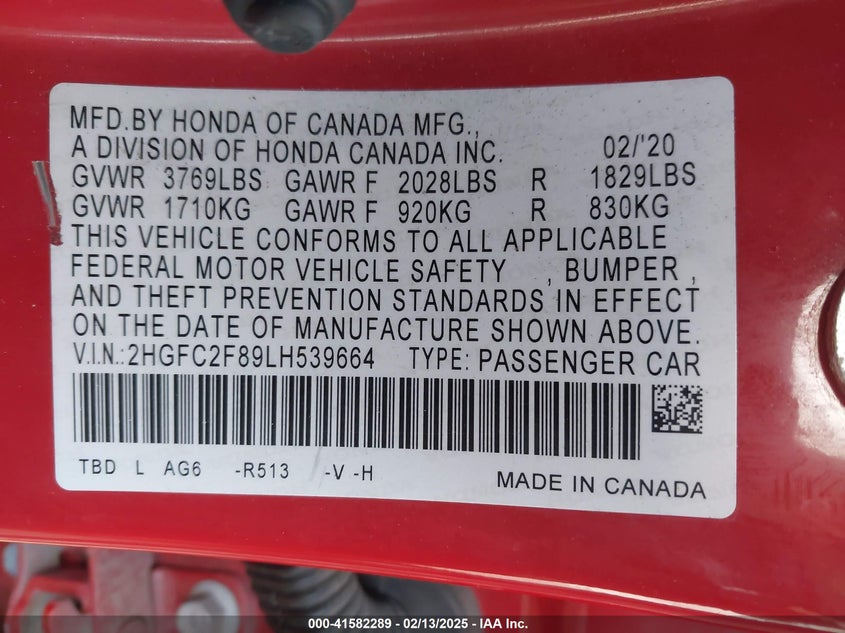 MFD.BY HONDA OF CANADA MFG.,
A DIVISION OF HONDA CANADA INC. 02/'20
GVWR 3769LBS GAWR F 2028LBS R 1829LBS
GVWR 1710KG GAWR F 920KG R 830KG
THIS VEHICLE CONFORMS TO ALL APPLICABLE
FEDERAL MOTOR VEHICLE SAFETY , BUMPER ,
AND THEFT PREVENTION STANDARDS IN EFFECT
ON THE DATE OF MANUFACTURE SHOWN ABOVE.
V.I.N.:2HGFC2F89LH539664 TYPE: PASSENGER CAR
TBD L AG6 -R513 -V -H
MADE IN CANADA
000-41582289 - 02/13/2025 - IAA Inc.